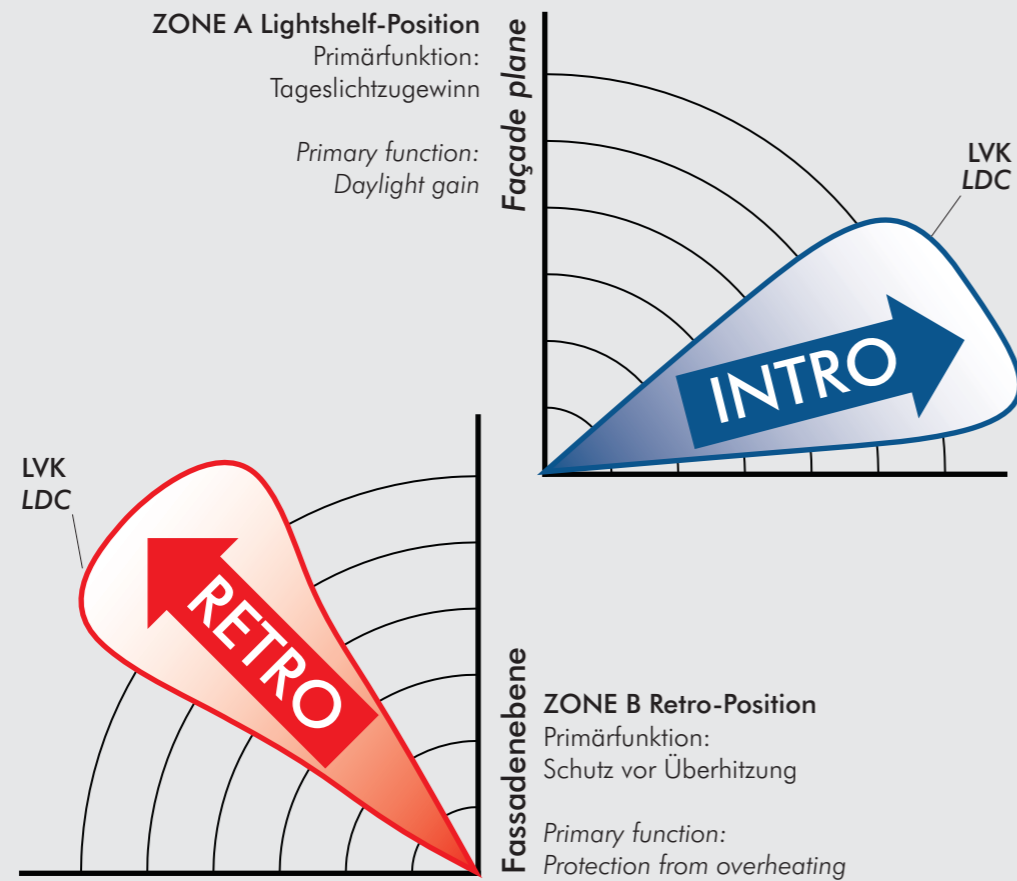 ZONE A Lightshelf-Position
Primärfunktion:
Tageslichtzugewinn
Primary function:
Daylight gain
Façade plane
LVK
LDC
INTRO
LVK
LDC
RETRO
Fassadenebene
ZONE B Retro-Position
Primärfunktion:
Schutz vor Überhitzung
Primary function:
Protection from overheating